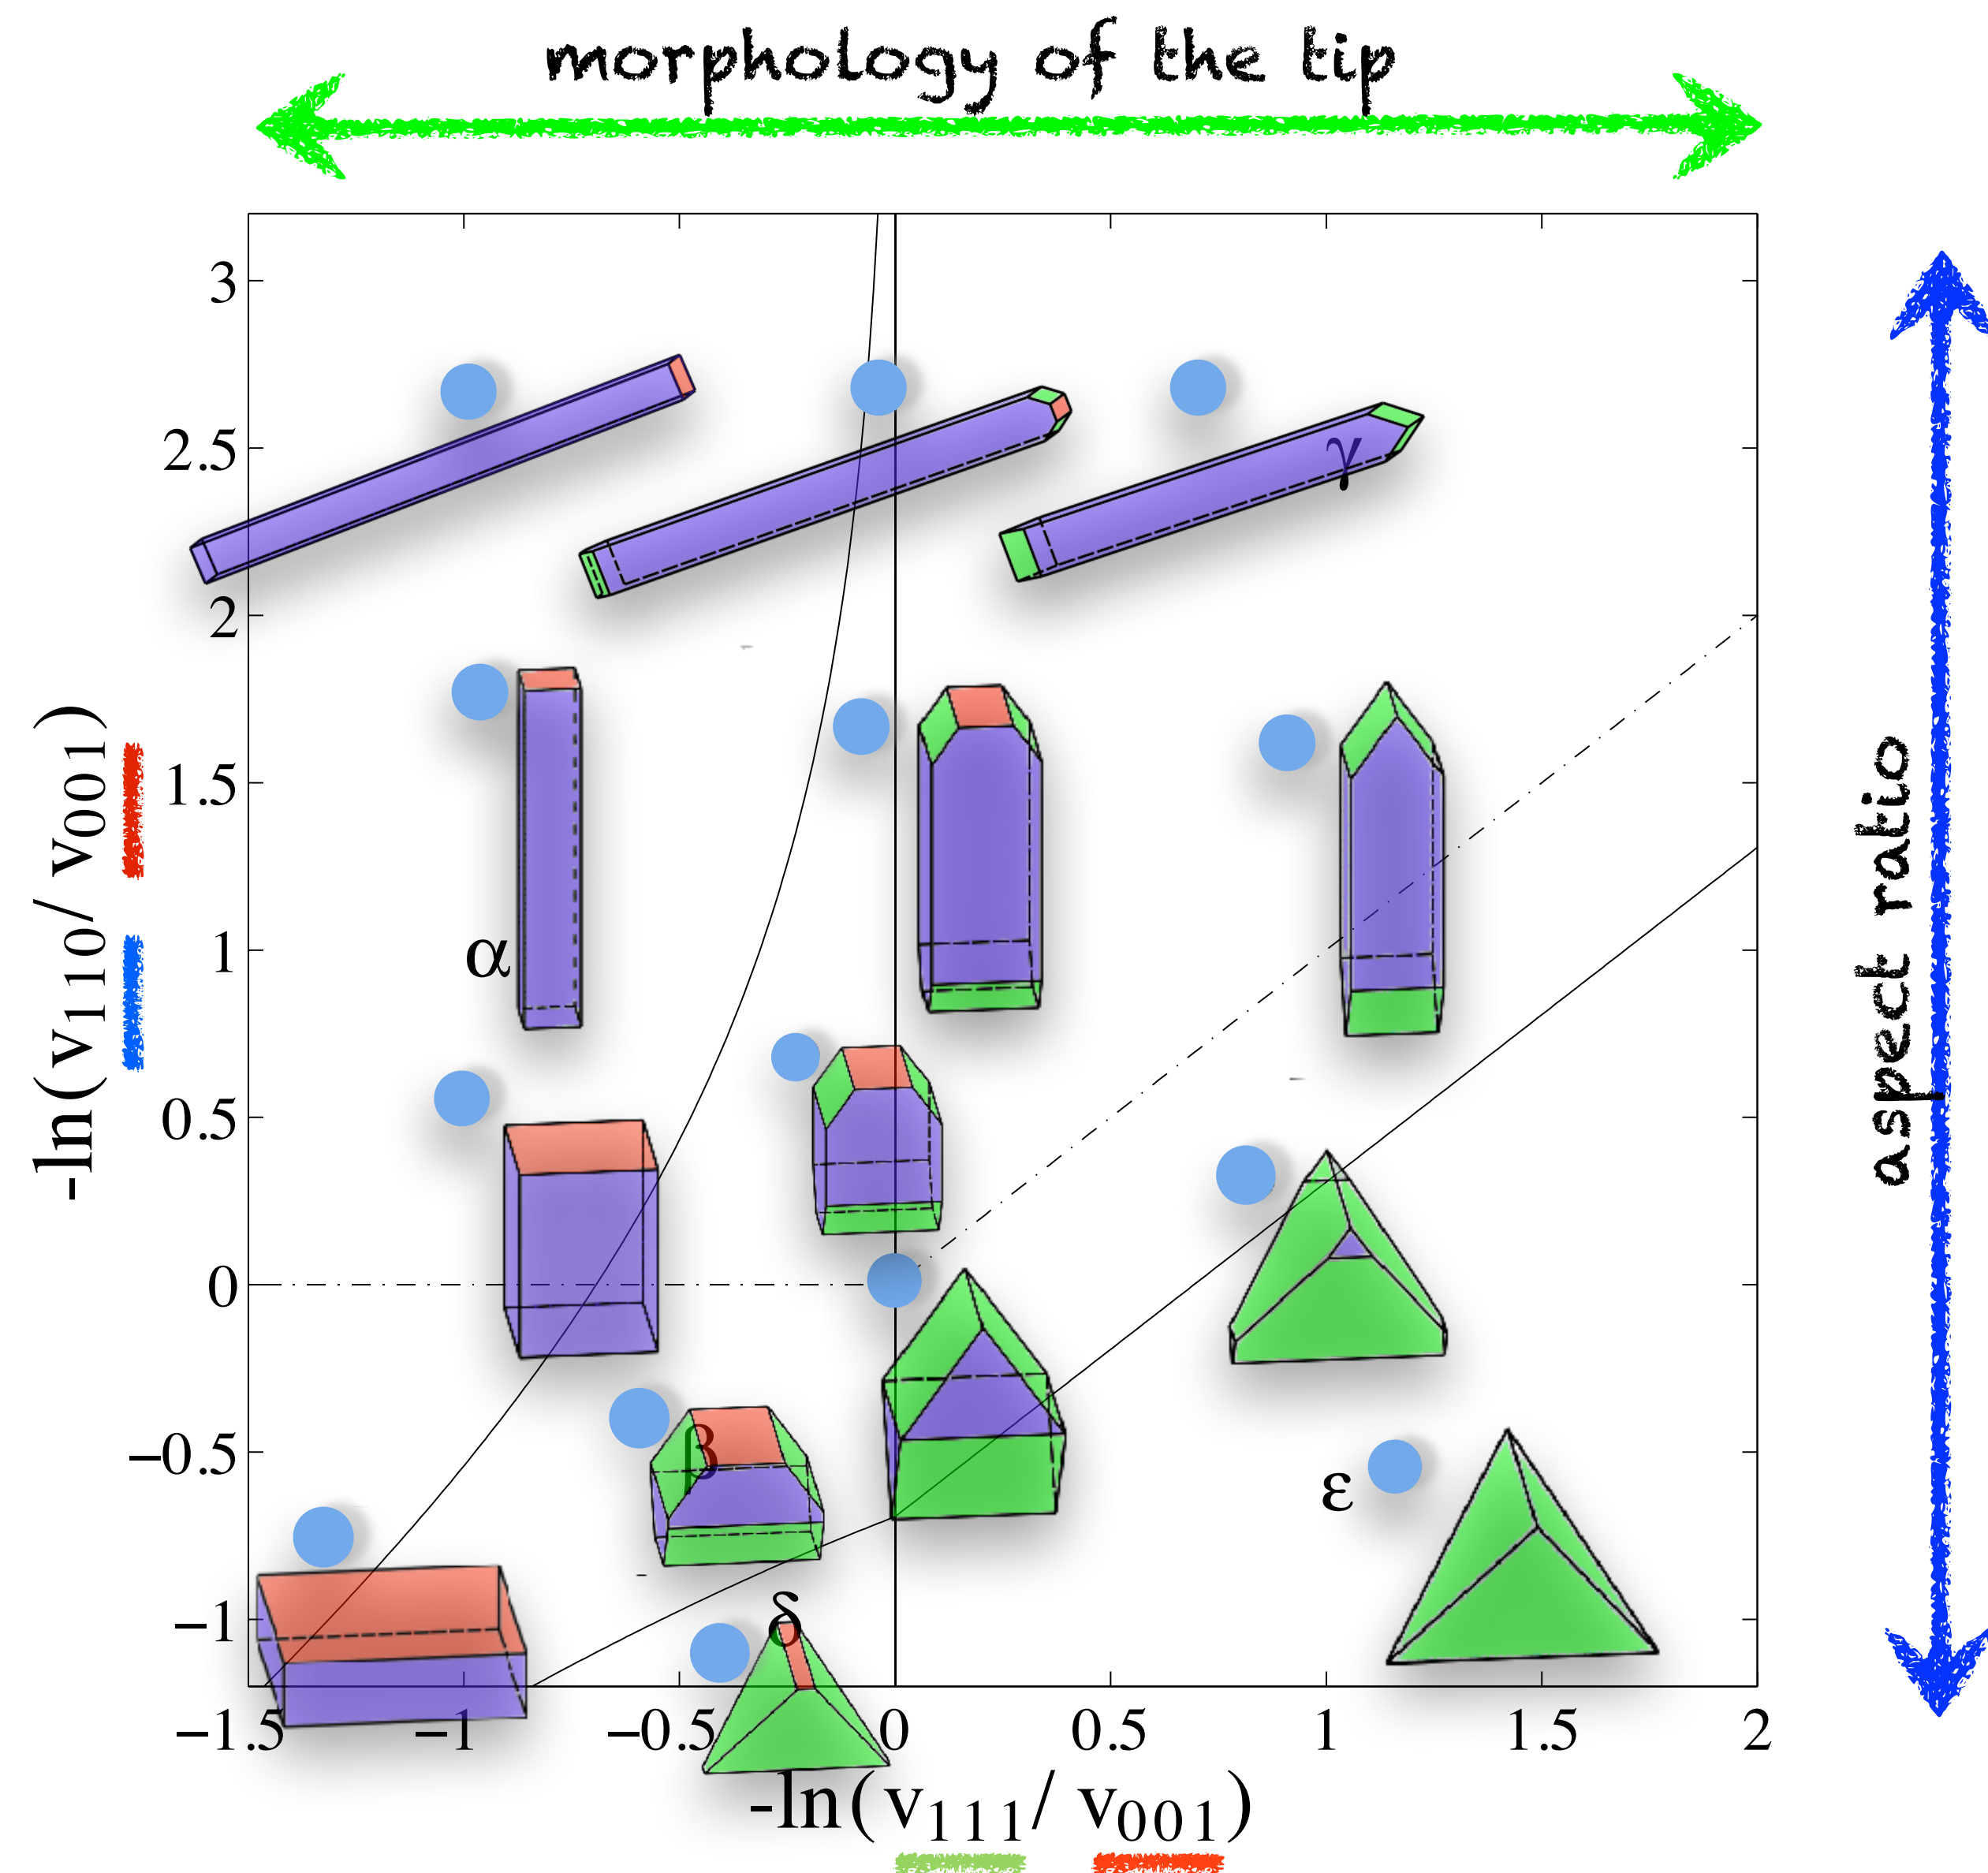 morphology of the tip
3
2.5
2
1.5
1
0.5
0
−0.5
−1
-ln(v110/ v001)
aspect ratio
γ
α
β
ε
δ
−1.5
−1
−0.5
0
0.5
1
1.5
2
-ln(v111/ v001)